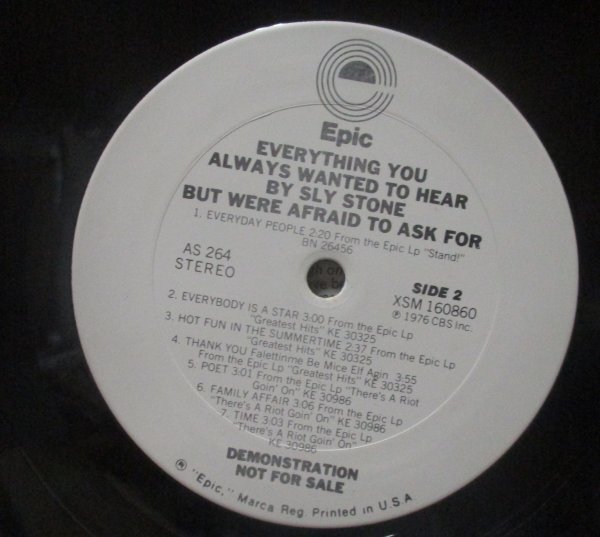 Epic
EVERYTHING YOU
ALWAYS WANTED TO HEAR
BY SLY STONE
BUT WERE AFRAID TO ASK FOR
1. EVERYDAY PEOPLE 2:20 From the Epic Lp "Stand!"
BN 26456
AS 264
STEREO
SIDE 2
XSM 160860
℗ 1976 CBS Inc.
2. EVERYBODY IS A STAR 3:00 From the Epic Lp
"Greatest Hits" KE 30325
3. HOT FUN IN THE SUMMERTIME 2:37 From the Epic Lp
"Greatest Hits" KE 30325
4. THANK YOU Falettinme Be Mice Elf Agin 3:55
From the Epic Lp "Greatest Hits" KE 30325
5. POET 3:01 From the Epic Lp "There's A Riot
Goin' On" KE 30986
6. FAMILY AFFAIR 3:06 From the Epic Lp
"There's A Riot Goin' On" KE 30986
7. TIME 3:03 From the Epic Lp
"There's A Riot Goin' On"
KE 30986
DEMONSTRATION
NOT FOR SALE
"Epic," Marca Reg. Printed in U.S.A.